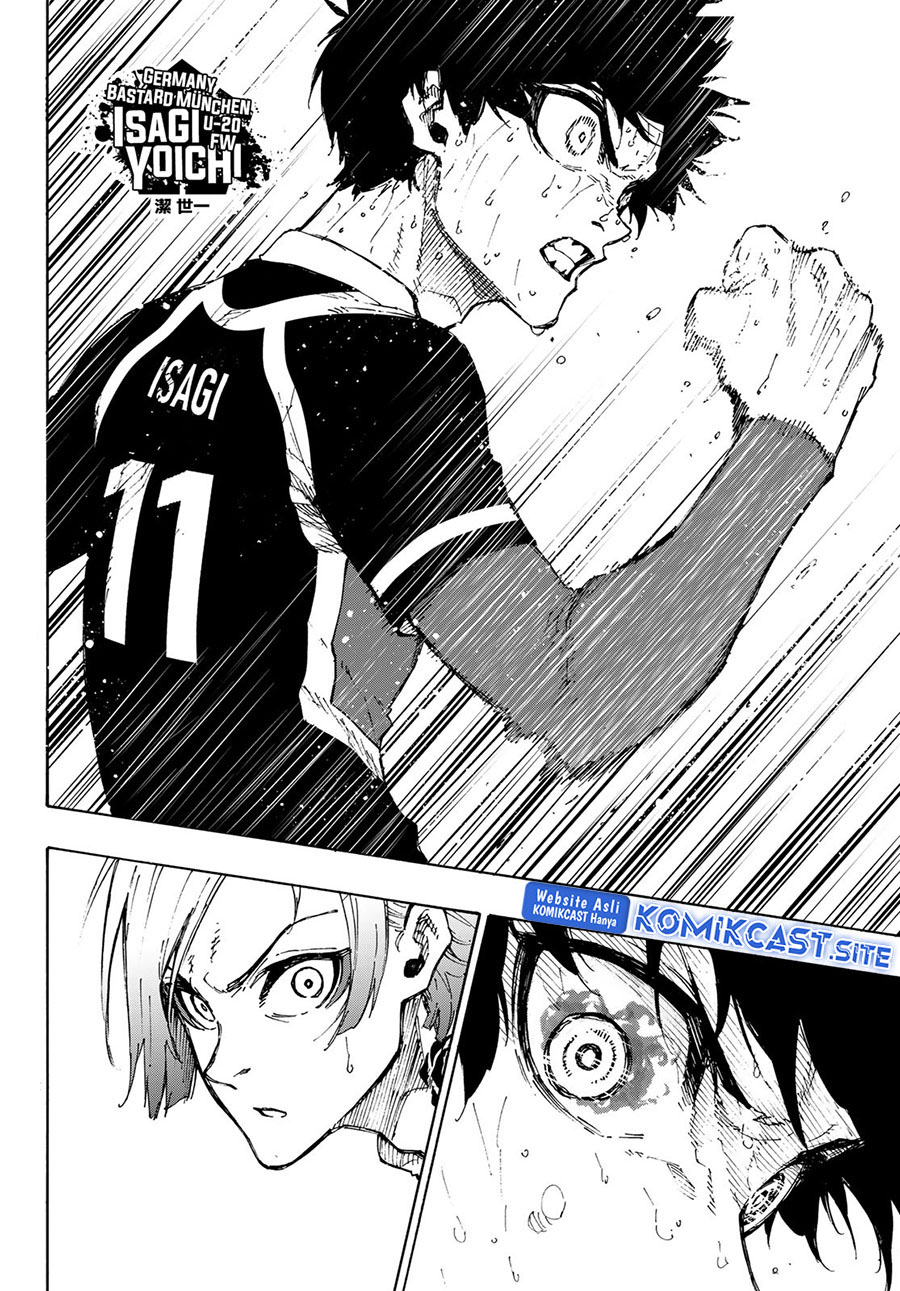 GERMANY
BASTARD MÜNCHEN
U-20
FW
ISAGI
YOICHI
潔 世一
ISAGI
11
Website Asli
KOMIKCAST Hanya
KOMIKCAST.SITE